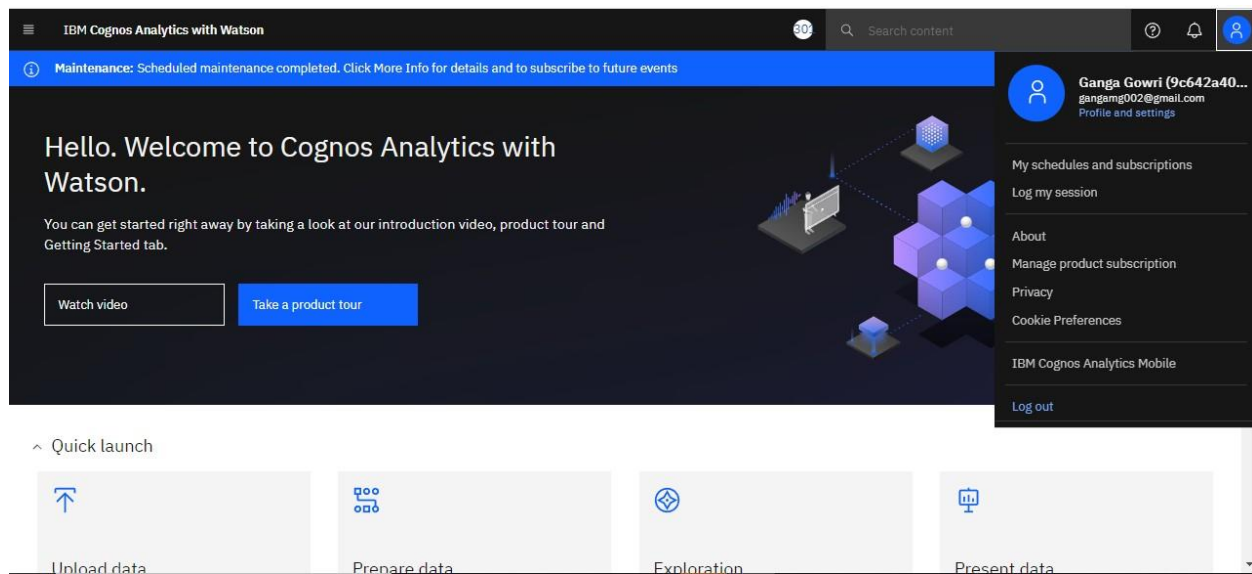 IBM Cognos Analytics with Watson
Search content
Maintenance: Scheduled maintenance completed. Click More Info for details and to subscribe to future events
Hello. Welcome to Cognos Analytics with
Watson.
You can get started right away by taking a look at our introduction video, product tour and
Getting Started tab.
Watch video
Take a product tour
Ganga Gowri (9c642a40...
gangamg002@gmail.com
Profile and settings
My schedules and subscriptions
Log my session
About
Manage product subscription
Privacy
Cookie Preferences
IBM Cognos Analytics Mobile
Log out
Quick launch
Upload data
Prepare data
Exploration
Present data